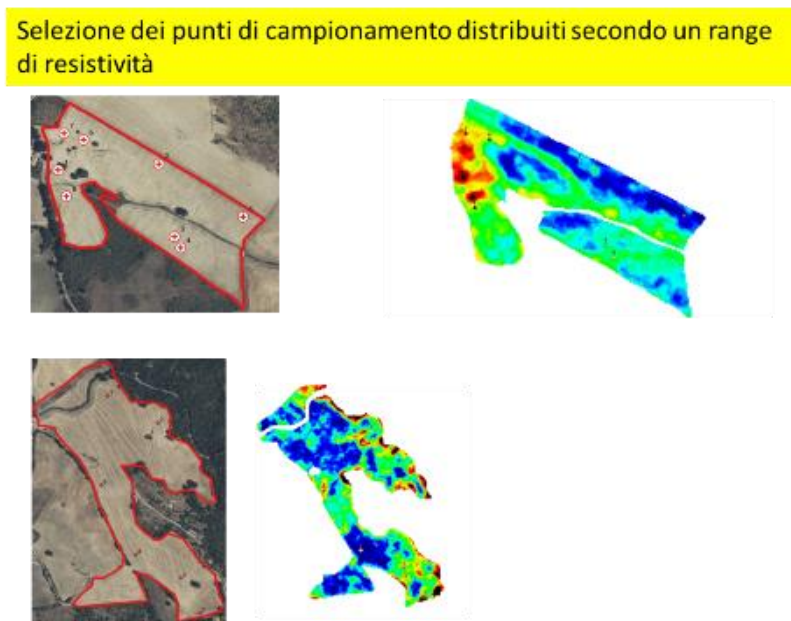 Selezione dei punti di campionamento distribuiti secondo un range
di resistività